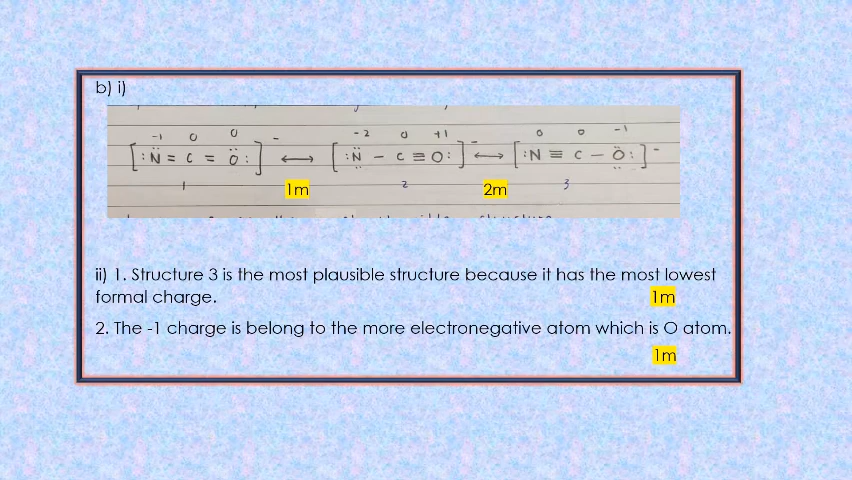 b) i)
-1 0 0 - -2 0 +1 - 0 0 -1 -
[:N̈ = C = Ö:] ⟷ [:N̈ - C ≡ O:] ⟷ [:N ≡ C - Ö:]
1 1m 2 2m 3
ii) 1. Structure 3 is the most plausible structure because it has the most lowest
formal charge. 1m
2. The -1 charge is belong to the more electronegative atom which is O atom.
1m